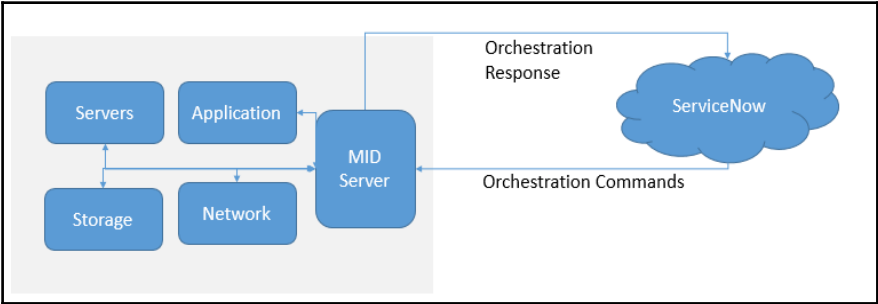 Orchestration
Response
ServiceNow
Servers
Application
MID
Server
Orchestration Commands
Storage
Network